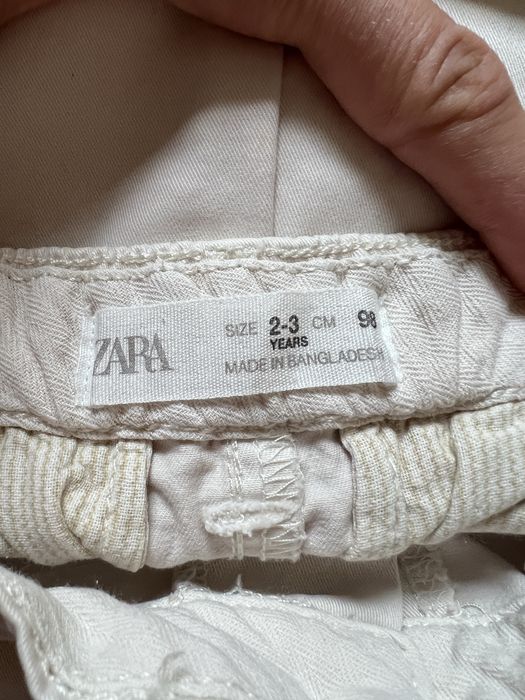 ZARA
SIZE 2-3 CM 98
YEARS
MADE IN BANGLADESH